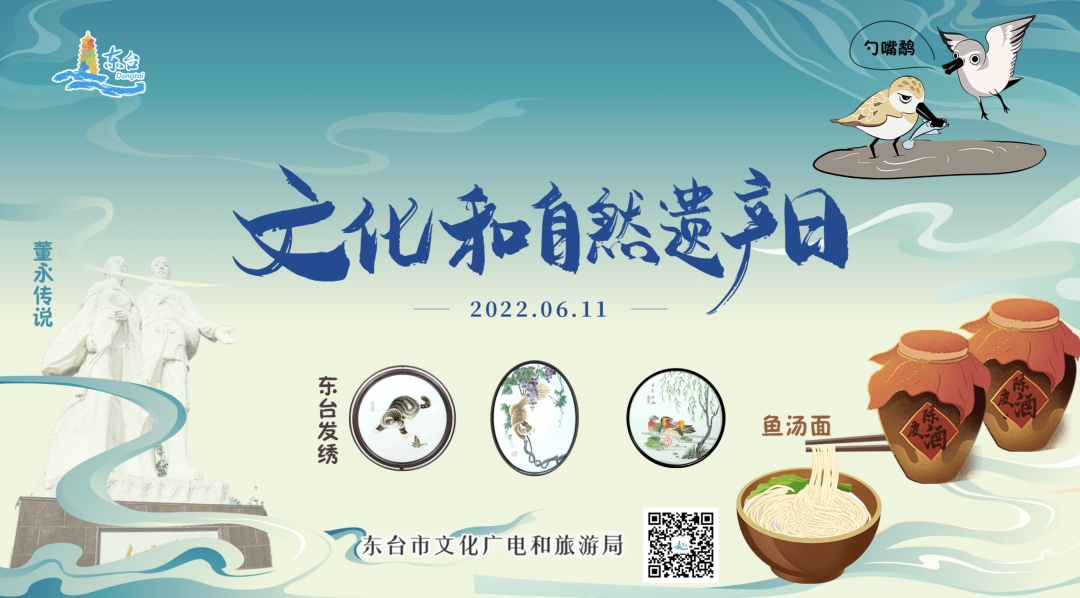 东台
Dongtai
勺嘴鹬
文化和自然遗产日
2022.06.11
董永传说
东台发绣
鱼汤面
陈皮酒
陈皮酒
东台市文化广电和旅游局